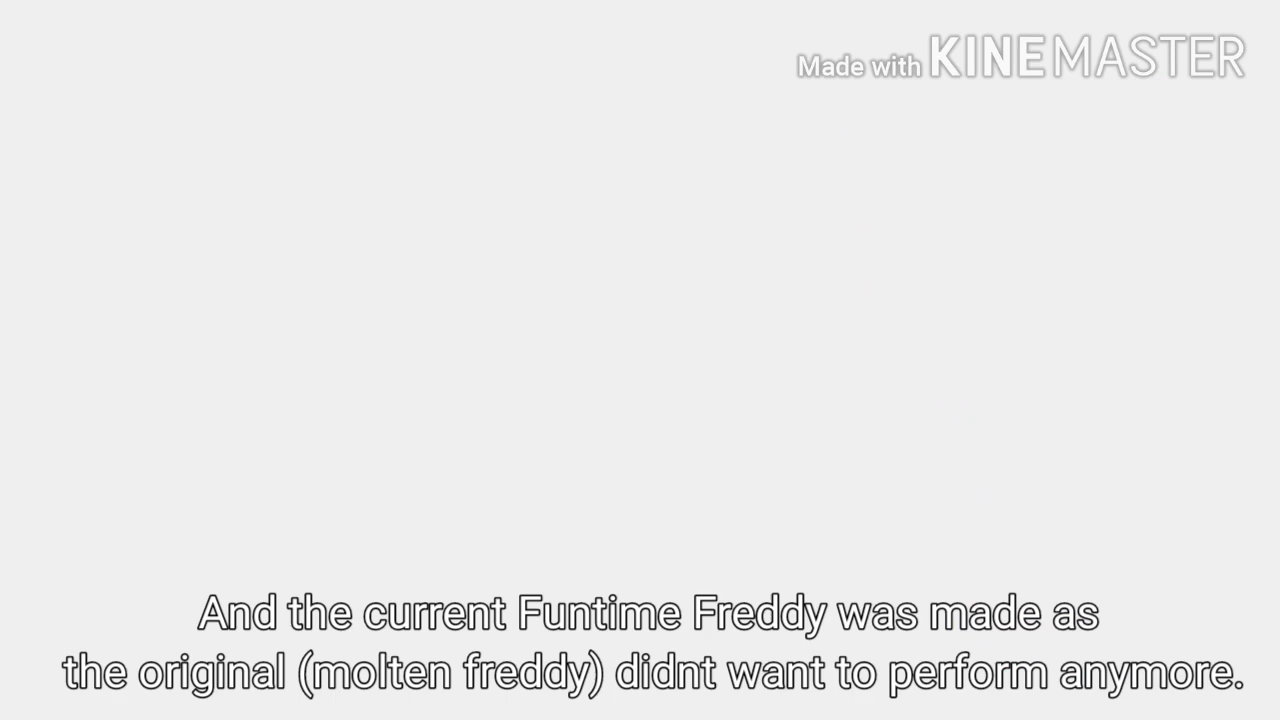 Made with KINEMASTER
And the current Funtime Freddy was made as
the original (molten freddy) didnt want to perform anymore.